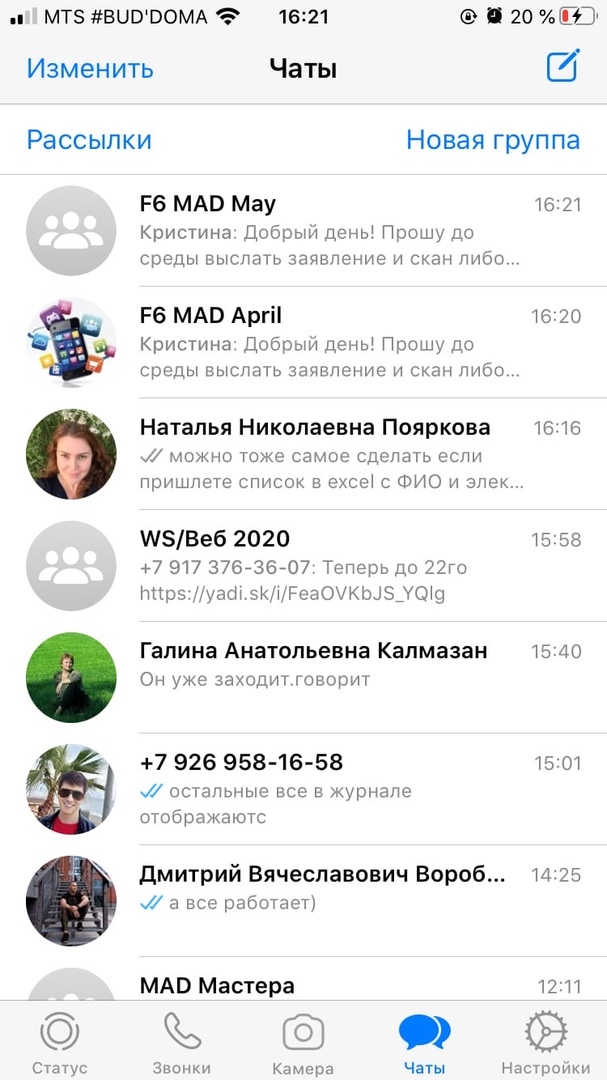 MTS #BUD'DOMA 16:21 20 %
Изменить Чаты
Рассылки Новая группа
F6 MAD May 16:21
Кристина: Добрый день! Прошу до
среды выслать заявление и скан либо...
F6 MAD April 16:20
Кристина: Добрый день! Прошу до
среды выслать заявление и скан либо...
Наталья Николаевна Пояркова 16:16
можно тоже самое сделать если
пришлете список в excel с ФИО и элек...
WS/Веб 2020 15:58
+7 917 376-36-07: Теперь до 22го
https://yadi.sk/i/FeaOVKbJS_YQlg
Галина Анатольевна Калмазан 15:40
Он уже заходит.говорит
+7 926 958-16-58 15:01
остальные все в журнале
отображаютс
Дмитрий Вячеславович Вороб... 14:25
а все работает)
MAD Мастера 12:11
Статус Звонки Камера Чаты Настройки